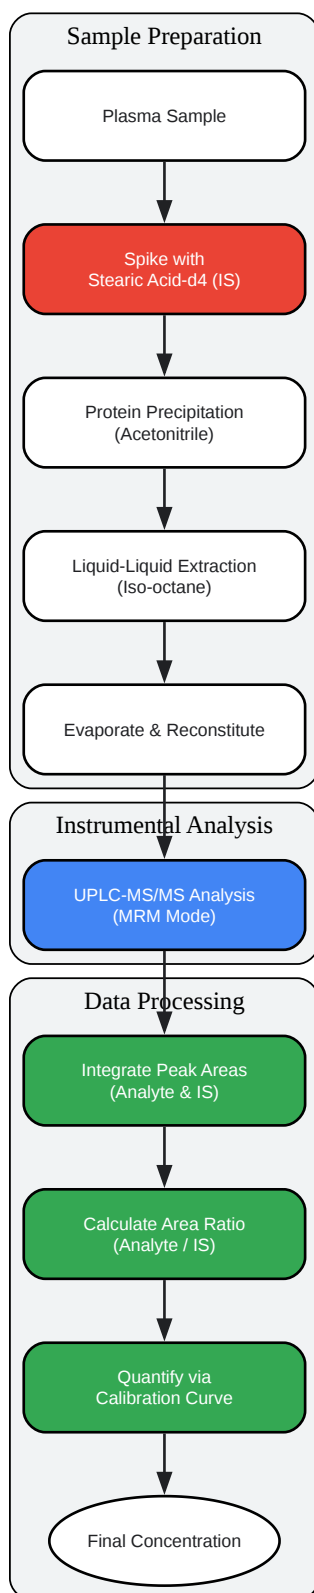 Sample Preparation
Plasma Sample
Spike with
Stearic Acid-d4 (IS)
Protein Precipitation
(Acetonitrile)
Liquid-Liquid Extraction
(Iso-octane)
Evaporate & Reconstitute
Instrumental Analysis
UPLC-MS/MS Analysis
(MRM Mode)
Data Processing
Integrate Peak Areas
(Analyte & IS)
Calculate Area Ratio
(Analyte / IS)
Quantify via
Calibration Curve
Final Concentration